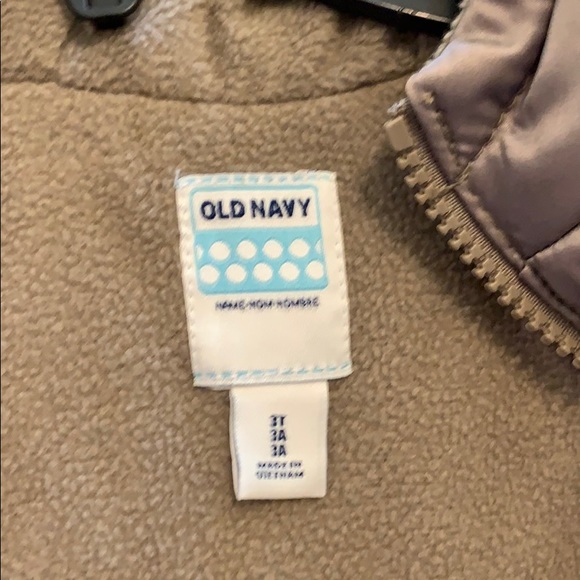 OLD NAVY
NAME-NOM-NOMBRE
3T
3A
3A
MADE IN
VIETNAM